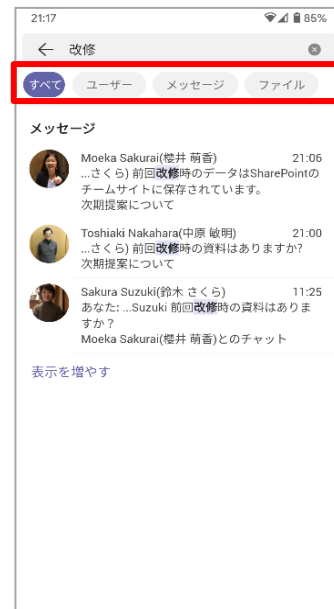 21:17 85%
改修
すべて ユーザー メッセージ ファイル
メッセージ
Moeka Sakurai(櫻井 萌香) 21:06
...さくら) 前回改修時のデータはSharePointの
チームサイトに保存されています。
次期提案について
Toshiaki Nakahara(中原 敏明) 21:00
...さくら) 前回改修時の資料はありますか?
次期提案について
Sakura Suzuki(鈴木 さくら) 11:25
あなた: ...Suzuki 前回改修時の資料はありま
すか？
Moeka Sakurai(櫻井 萌香)とのチャット
表示を増やす